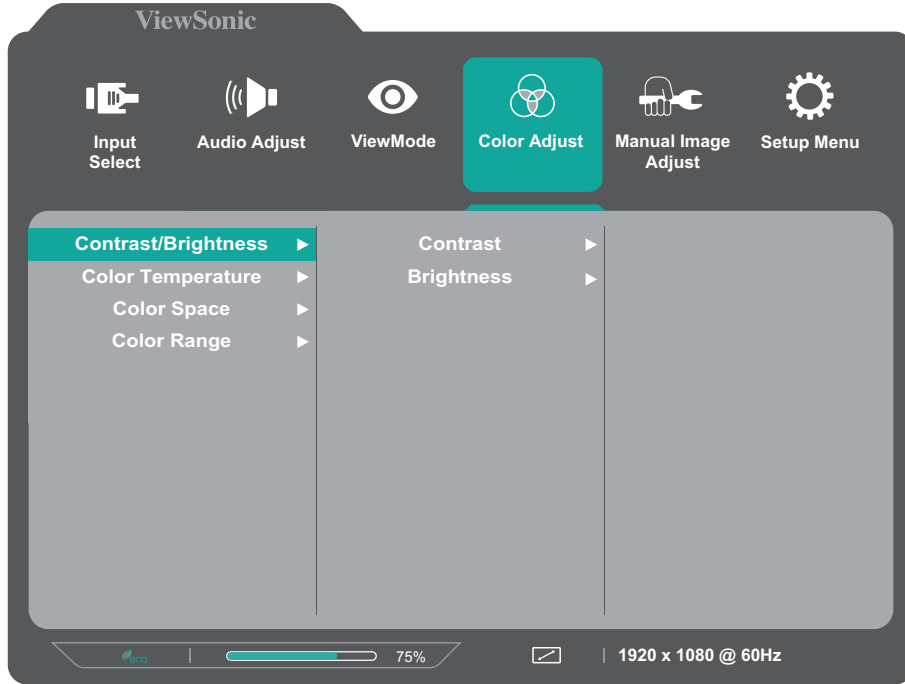 ViewSonic
Input
Select
Audio Adjust
ViewMode
Color Adjust
Manual Image
Adjust
Setup Menu
Contrast/Brightness
Color Temperature
Color Space
Color Range
Contrast
Brightness
eco
75%
1920 x 1080 @ 60Hz